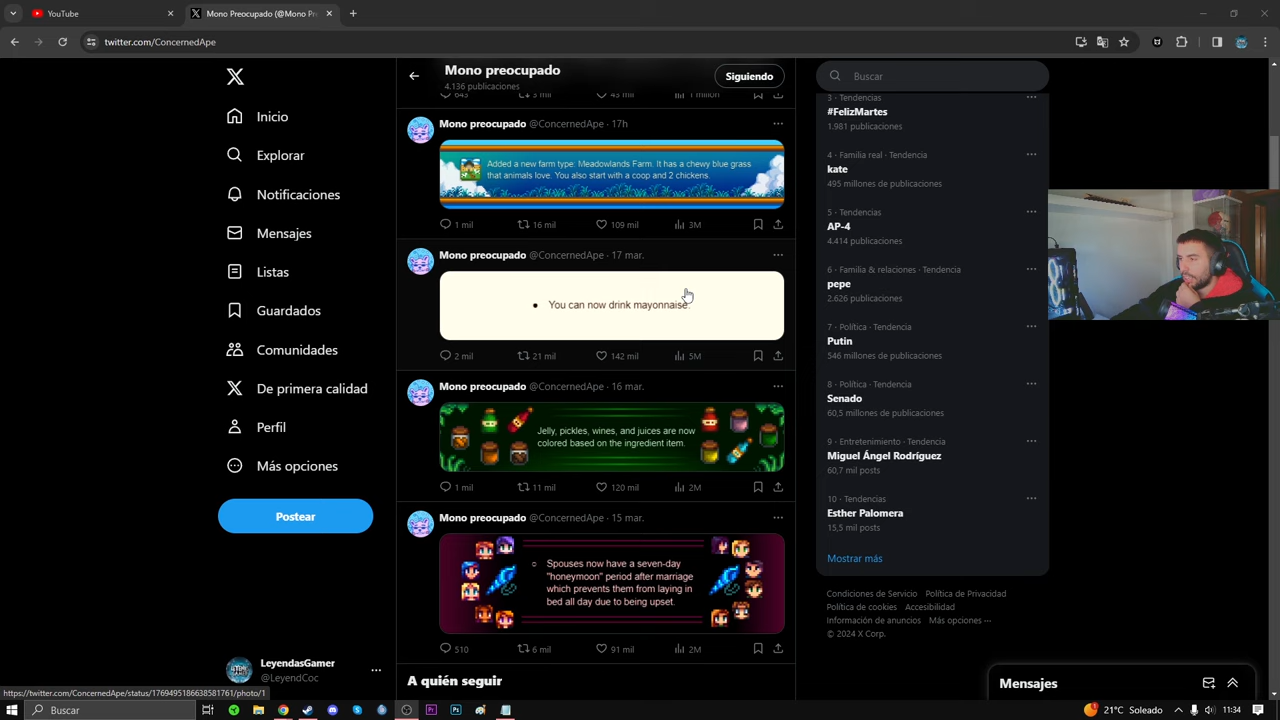 YouTube
Mono Preocupado (@Mono Pre
twitter.com/ConcernedApe
Mono preocupado
4.136 publicaciones
Siguiendo
Buscar
Inicio
Explorar
Notificaciones
Mensajes
Listas
Guardados
Comunidades
De primera calidad
Perfil
Más opciones
Postear
LeyendasGamer
@LeyendCoc
643
3 mil
45 mil
1 millón
Mono preocupado @ConcernedApe · 17h
Added a new farm type: Meadowlands Farm. It has a chewy blue grass
that animals love. You also start with a coop and 2 chickens.
1 mil
16 mil
109 mil
3M
Mono preocupado @ConcernedApe · 17 mar.
• You can now drink mayonnaise.
2 mil
21 mil
142 mil
5M
Mono preocupado @ConcernedApe · 16 mar.
Jelly, pickles, wines, and juices are now
colored based on the ingredient item.
1 mil
11 mil
120 mil
2M
Mono preocupado @ConcernedApe · 15 mar.
Spouses now have a seven-day
"honeymoon" period after marriage
which prevents them from laying in
bed all day due to being upset.
510
6 mil
91 mil
2M
A quién seguir
3 · Tendencias
#FelizMartes
1.981 publicaciones
4 · Familia real · Tendencia
kate
495 millones de publicaciones
5 · Tendencias
AP-4
4.414 publicaciones
6 · Familia & relaciones · Tendencia
pepe
2.626 publicaciones
7 · Política · Tendencia
Putin
546 millones de publicaciones
8 · Política · Tendencia
Senado
60,5 millones de publicaciones
9 · Entretenimiento · Tendencia
Miguel Ángel Rodríguez
60,7 mil posts
10 · Tendencias
Esther Palomera
15,5 mil posts
Mostrar más
Condiciones de Servicio Política de Privacidad
Política de cookies Accesibilidad
Información de anuncios Más opciones ···
© 2024 X Corp.
Mensajes
https://twitter.com/ConcernedApe/status/1769495186638581761/photo/1
Buscar
21°C Soleado
11:34